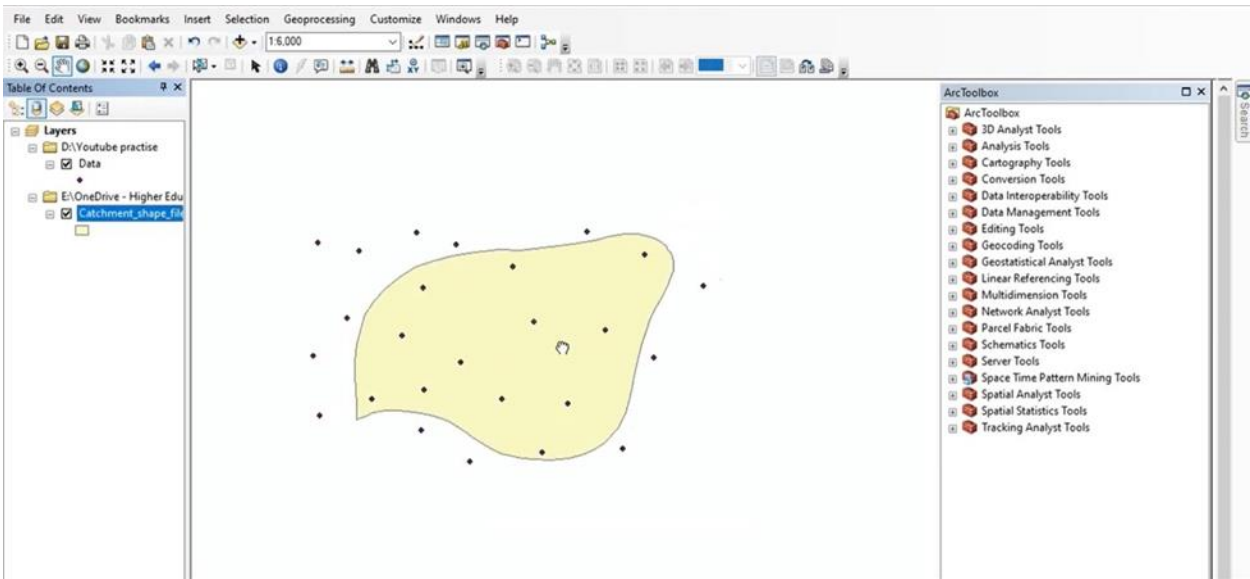 File Edit View Bookmarks Insert Selection Geoprocessing Customize Windows Help
1:6,000
Table Of Contents
Layers
D:\Youtube practise
Data
E:\OneDrive - Higher Edu
Catchment_shape_file
ArcToolbox
ArcToolbox
3D Analyst Tools
Analysis Tools
Cartography Tools
Conversion Tools
Data Interoperability Tools
Data Management Tools
Editing Tools
Geocoding Tools
Geostatistical Analyst Tools
Linear Referencing Tools
Multidimension Tools
Network Analyst Tools
Parcel Fabric Tools
Schematics Tools
Server Tools
Space Time Pattern Mining Tools
Spatial Analyst Tools
Spatial Statistics Tools
Tracking Analyst Tools
Search